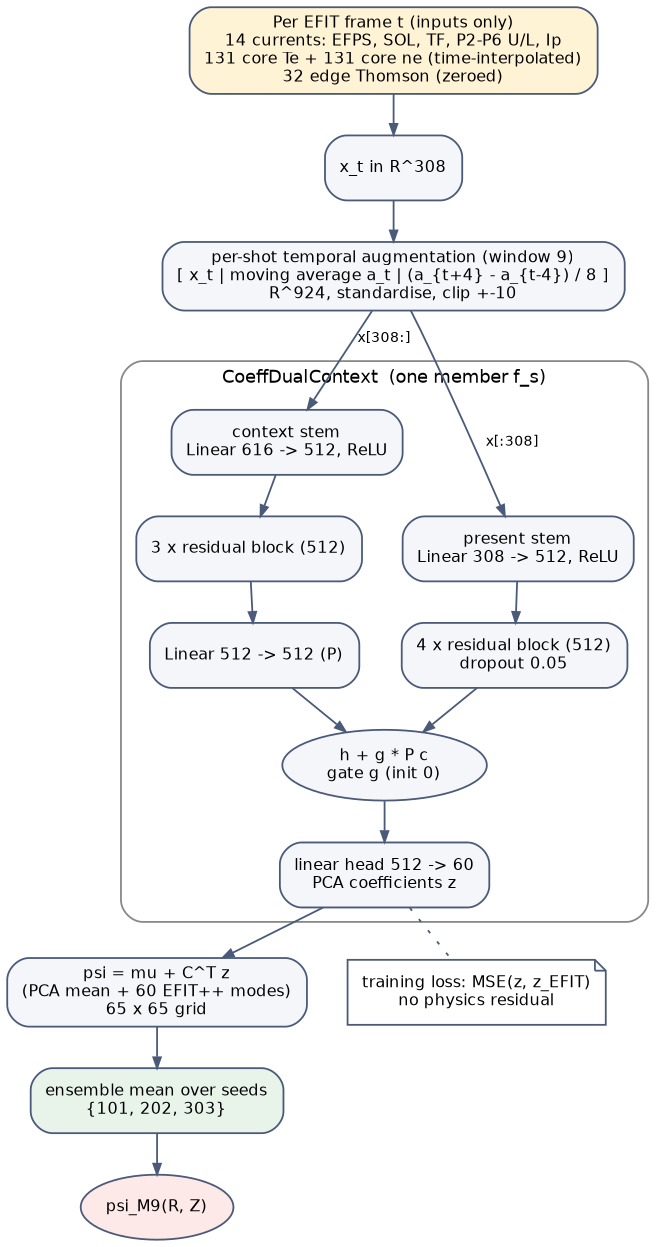 Per EFIT frame t (inputs only)
14 currents: EFPS, SOL, TF, P2-P6 U/L, Ip
131 core Te + 131 core ne (time-interpolated)
32 edge Thomson (zeroed)
x_t in R^308
per-shot temporal augmentation (window 9)
[ x_t | moving average a_t | (a_{t+4} - a_{t-4}) / 8 ]
R^924, standardise, clip +-10
x[308:]
CoeffDualContext (one member f_s)
context stem
Linear 616 -> 512, ReLU
x[:308]
3 x residual block (512)
present stem
Linear 308 -> 512, ReLU
Linear 512 -> 512 (P)
4 x residual block (512)
dropout 0.05
h + g * P c
gate g (init 0)
linear head 512 -> 60
PCA coefficients z
psi = mu + C^T z
(PCA mean + 60 EFIT++ modes)
65 x 65 grid
training loss: MSE(z, z_EFIT)
no physics residual
ensemble mean over seeds
{101, 202, 303}
psi_M9(R, Z)